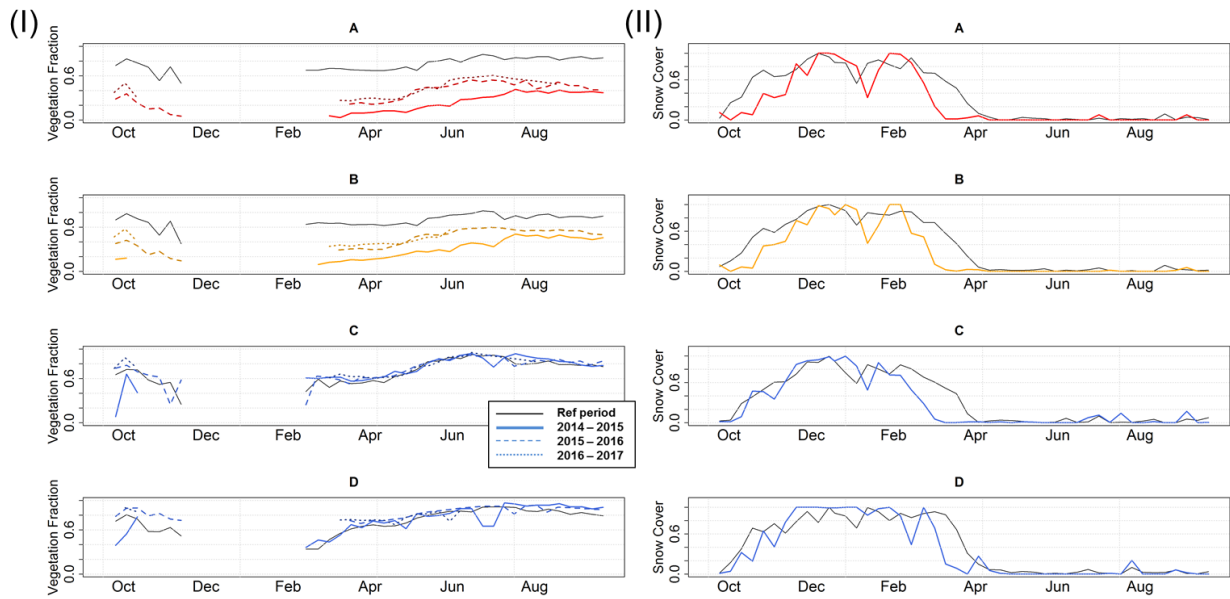 (I)
(II)
A
Vegetation Fraction
0.0 0.6
Oct Dec Feb Apr Jun Aug
A
Snow Cover
0.0 0.6
Oct Dec Feb Apr Jun Aug
B
Vegetation Fraction
0.0 0.6
Oct Dec Feb Apr Jun Aug
B
Snow Cover
0.0 0.6
Oct Dec Feb Apr Jun Aug
C
Vegetation Fraction
0.0 0.6
Oct Dec Feb Apr Jun Aug
C
Snow Cover
0.0 0.6
Oct Dec Feb Apr Jun Aug
Ref period
2014 – 2015
2015 – 2016
2016 – 2017
D
Vegetation Fraction
0.0 0.6
Oct Dec Feb Apr Jun Aug
D
Snow Cover
0.0 0.6
Oct Dec Feb Apr Jun Aug